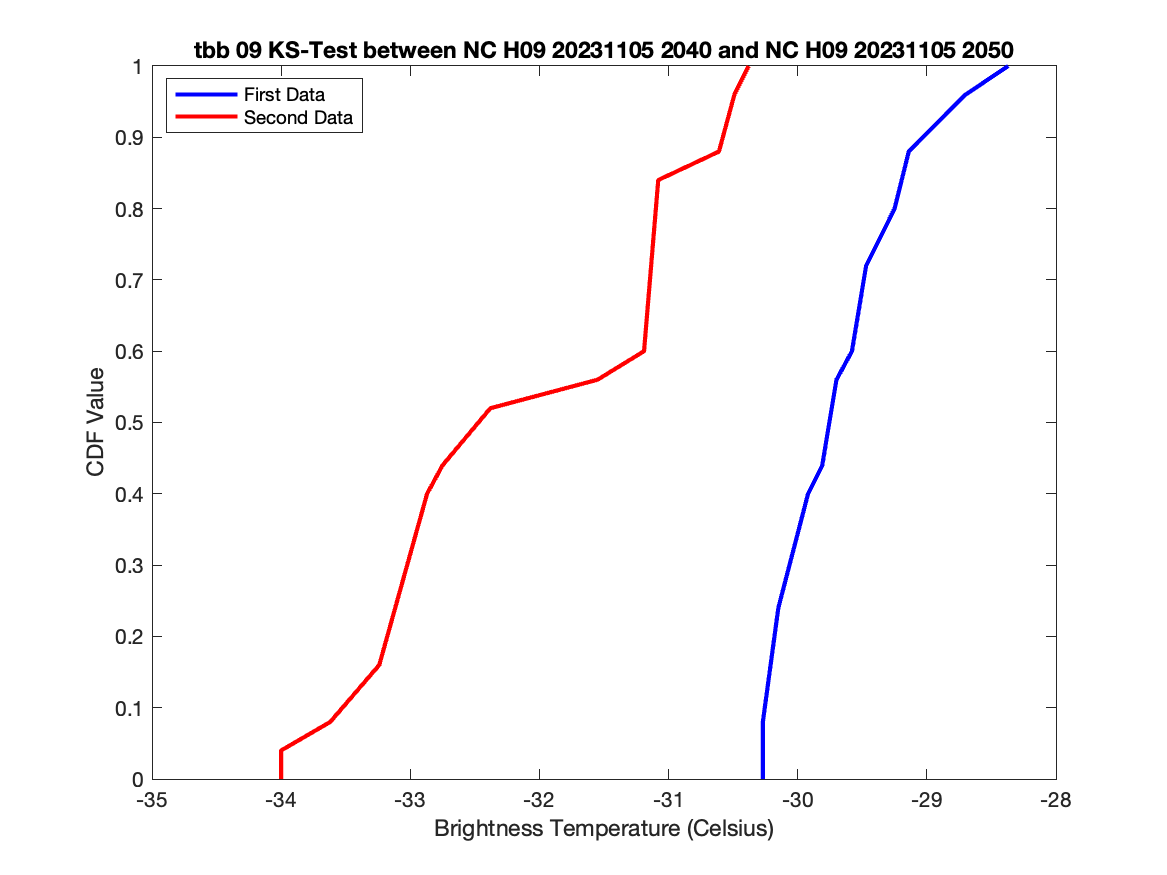 tbb 09 KS-Test between NC H09 20231105 2040 and NC H09 20231105 2050
First Data
Second Data
1
0.9
0.8
0.7
0.6
0.5
0.4
0.3
0.2
0.1
0
CDF Value
-35 -34 -33 -32 -31 -30 -29 -28
Brightness Temperature (Celsius)